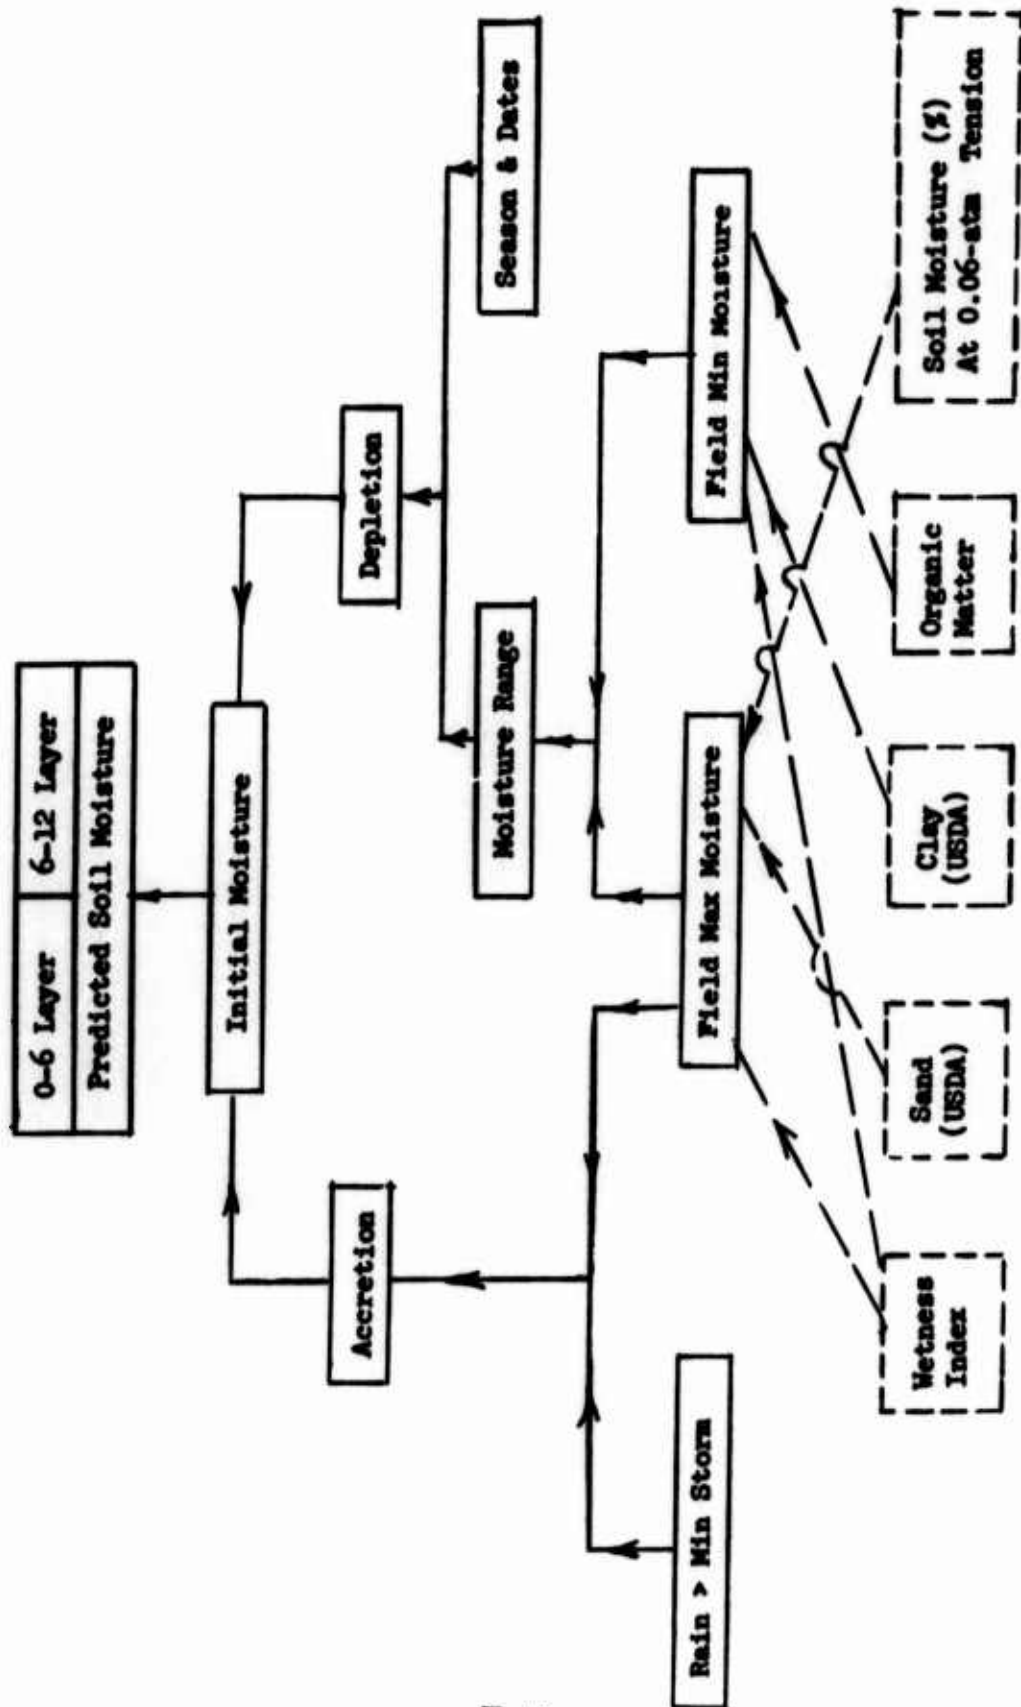 0-6 Layer
6-12 Layer
Predicted Soil Moisture
Initial Moisture
Accretion
Depletion
Moisture Range
Season & Dates
Rain > Min Storm
Field Max Moisture
Field Min Moisture
Wetness
Index
Sand
(USDA)
Clay
(USDA)
Organic
Matter
Soil Moisture (%)
At 0.06-atm Tension